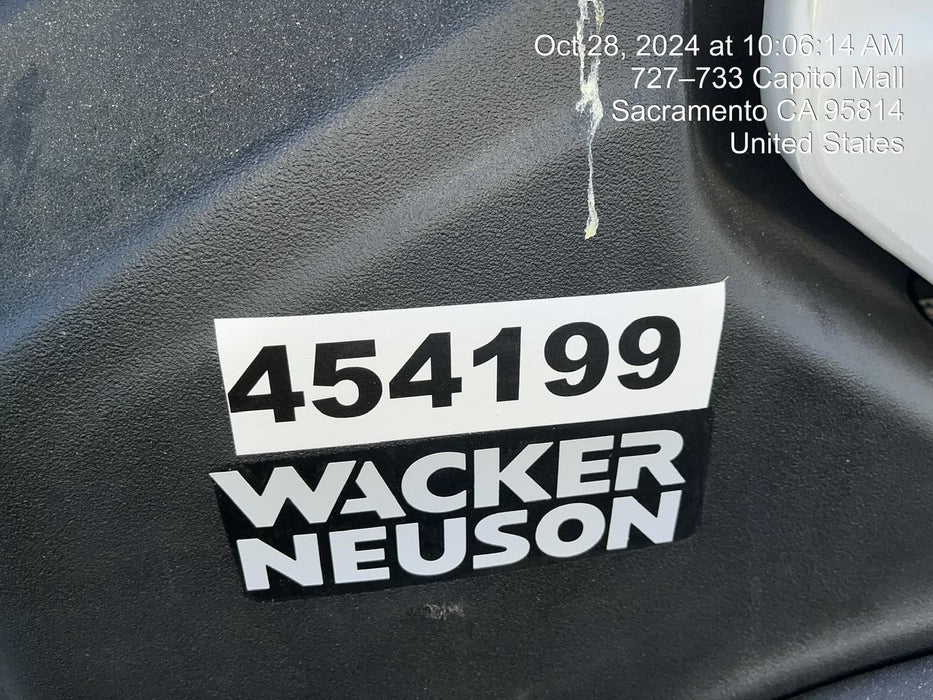 Oct 28, 2024 at 10:06:14 AM
727–733 Capitol Mall
Sacramento CA 95814
United States
454199
WACKER
NEUSON